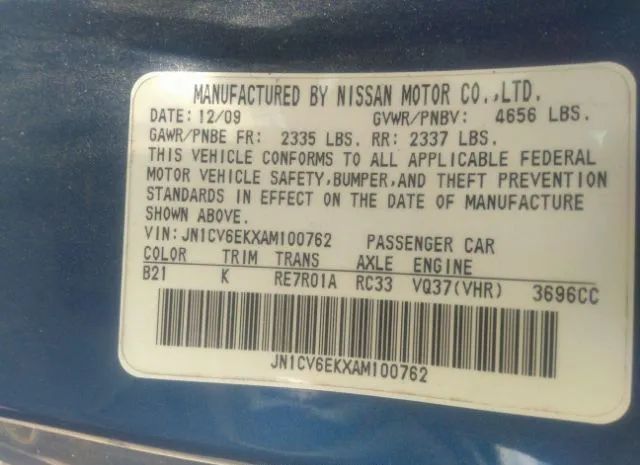 MANUFACTURED BY NISSAN MOTOR CO.,LTD.
DATE: 12/09 GVWR/PNBV: 4656 LBS.
GAWR/PNBE FR: 2335 LBS. RR: 2337 LBS.
THIS VEHICLE CONFORMS TO ALL APPLICABLE FEDERAL
MOTOR VEHICLE SAFETY,BUMPER,AND THEFT PREVENTION
STANDARDS IN EFFECT ON THE DATE OF MANUFACTURE
SHOWN ABOVE.
VIN:JN1CV6EKXAM100762 PASSENGER CAR
COLOR TRIM TRANS AXLE ENGINE
B21 K RE7R01A RC33 VQ37(VHR) 3696CC
JN1CV6EKXAM100762